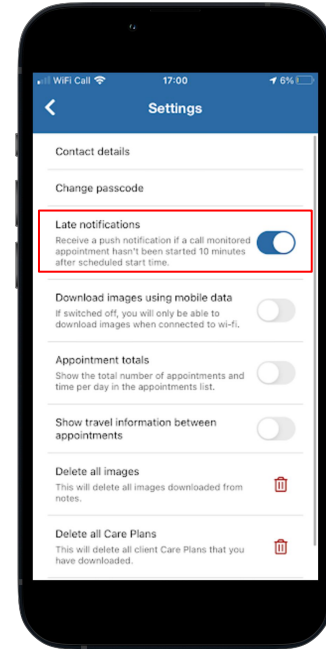 WiFi Call 17:00 6%
Settings
Contact details
Change passcode
Late notifications
Receive a push notification if a call monitored
appointment hasn't been started 10 minutes
after scheduled start time.
Download images using mobile data
If switched off, you will only be able to
download images when connected to wi-fi.
Appointment totals
Show the total number of appointments and
time per day in the appointments list.
Show travel information between
appointments
Delete all images
This will delete all images downloaded from
notes.
Delete all Care Plans
This will delete all client Care Plans that you
have downloaded.